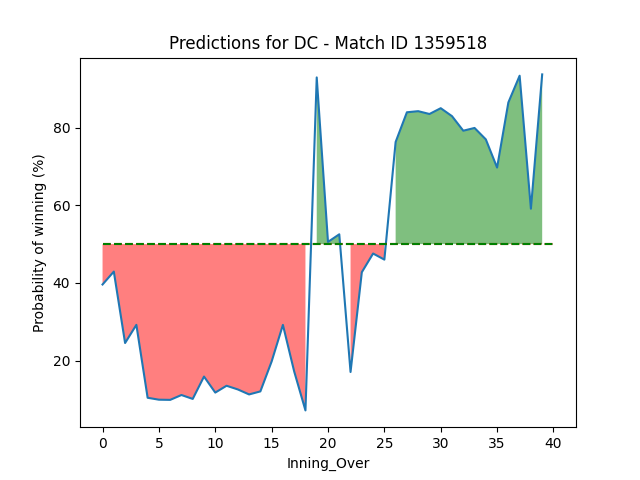 Predictions for DC - Match ID 1359518
Probability of winning (%)
80
60
40
20
0 5 10 15 20 25 30 35 40
Inning_Over